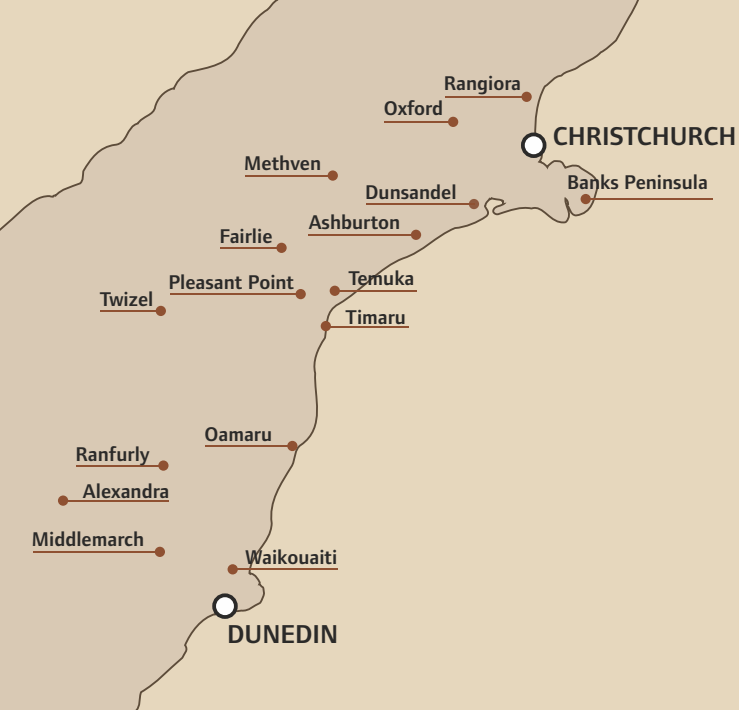 Rangiora
Oxford
CHRISTCHURCH
Methven
Banks Peninsula
Dunsandel
Ashburton
Fairlie
Temuka
Pleasant Point
Twizel
Timaru
Oamaru
Ranfurly
Alexandra
Middlemarch
Waikouaiti
DUNEDIN